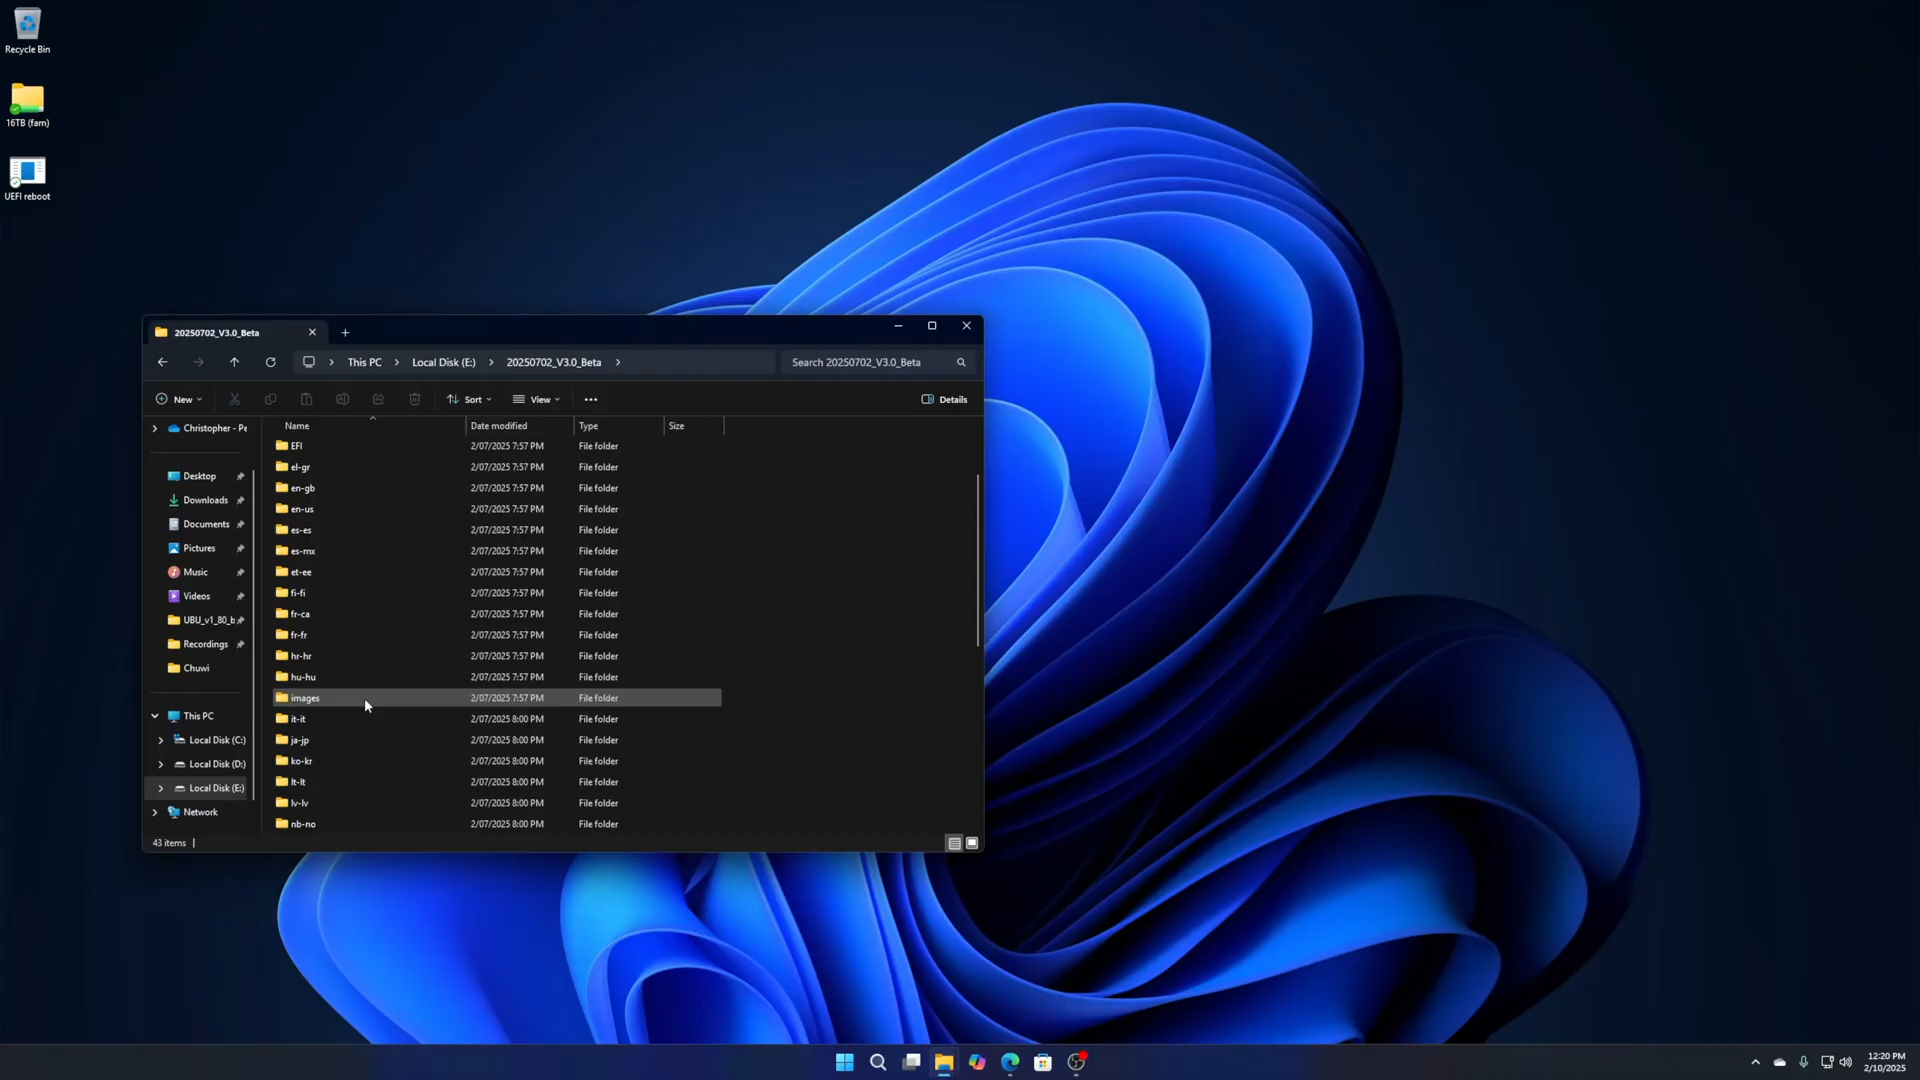 Recycle Bin
16TB (fam)
UEFI reboot
20250702_V3.0_Beta
This PC
Local Disk (E:)
20250702_V3.0_Beta
Search 20250702_V3.0_Beta
New
Sort
View
Details
Christopher - Pe
Desktop
Downloads
Documents
Pictures
Music
Videos
UBU_v1_80_b
Recordings
Chuwi
This PC
Local Disk (C:)
Local Disk (D:)
Local Disk (E:)
Network
Name Date modified Type Size
EFI 2/07/2025 7:57 PM File folder
el-gr 2/07/2025 7:57 PM File folder
en-gb 2/07/2025 7:57 PM File folder
en-us 2/07/2025 7:57 PM File folder
es-es 2/07/2025 7:57 PM File folder
es-mx 2/07/2025 7:57 PM File folder
et-ee 2/07/2025 7:57 PM File folder
fi-fi 2/07/2025 7:57 PM File folder
fr-ca 2/07/2025 7:57 PM File folder
fr-fr 2/07/2025 7:57 PM File folder
hr-hr 2/07/2025 7:57 PM File folder
hu-hu 2/07/2025 7:57 PM File folder
images 2/07/2025 7:57 PM File folder
it-it 2/07/2025 8:00 PM File folder
ja-jp 2/07/2025 8:00 PM File folder
ko-kr 2/07/2025 8:00 PM File folder
lt-lt 2/07/2025 8:00 PM File folder
lv-lv 2/07/2025 8:00 PM File folder
nb-no 2/07/2025 8:00 PM File folder
43 items
12:20 PM
2/10/2025